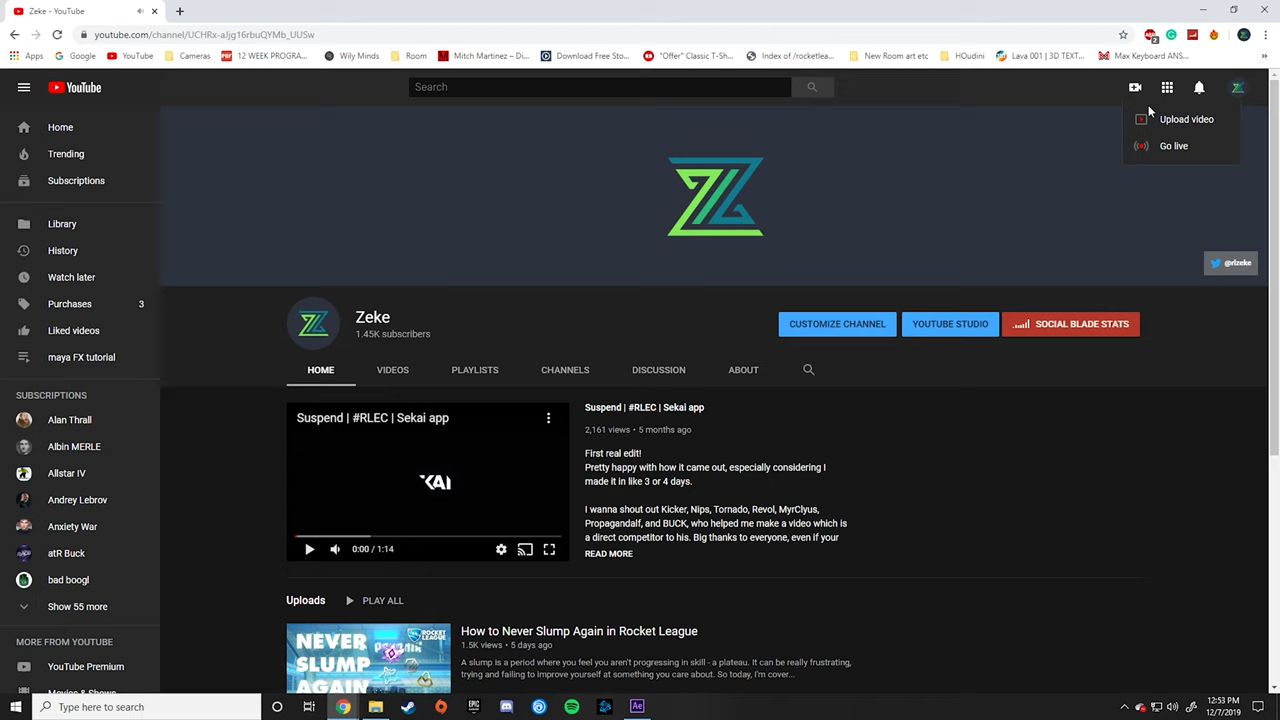 Zeke - YouTube
youtube.com/channel/UCHRx-aJjg16rbuQYMb_UUSw
Apps
Google
YouTube
Cameras
12 WEEK PROGRA...
Wily Minds
Room
Mitch Martinez – Di...
Download Free Sto...
"Offer" Classic T-Sh...
Index of /rocketlea...
New Room art etc
HOudini
Lava 001 | 3D TEXT...
Max Keyboard ANS...
YouTube
Search
Upload video
Go live
Home
Trending
Subscriptions
Library
History
Watch later
Purchases 3
Liked videos
maya FX tutorial
SUBSCRIPTIONS
Alan Thrall
Albin MERLE
Allstar IV
Andrey Lebrov
Anxiety War
atR Buck
bad boogl
Show 55 more
MORE FROM YOUTUBE
YouTube Premium
Movies & Shows
@rlzeke
Zeke
1.45K subscribers
CUSTOMIZE CHANNEL
YOUTUBE STUDIO
SOCIAL BLADE STATS
HOME VIDEOS PLAYLISTS CHANNELS DISCUSSION ABOUT
Suspend | #RLEC | Sekai app
0:00 / 1:14
Suspend | #RLEC | Sekai app
2,161 views • 5 months ago
First real edit!
Pretty happy with how it came out, especially considering I
made it in like 3 or 4 days.
I wanna shout out Kicker, Nips, Tornado, Revol, MyrClyus,
Propagandalf, and BUCK, who helped me make a video which is
a direct competitor to his. Big thanks to everyone, even if your
READ MORE
Uploads
PLAY ALL
NEVER
SLUMP
AGAIN
ROCKET
LEAGUE
How to Never Slump Again in Rocket League
1.5K views • 5 days ago
A slump is a period where you feel you aren't progressing in skill - a plateau. It can be really frustrating,
trying and failing to improve yourself at something you care about. So today, I'm cover...
Type here to search
12:53 PM
12/7/2019